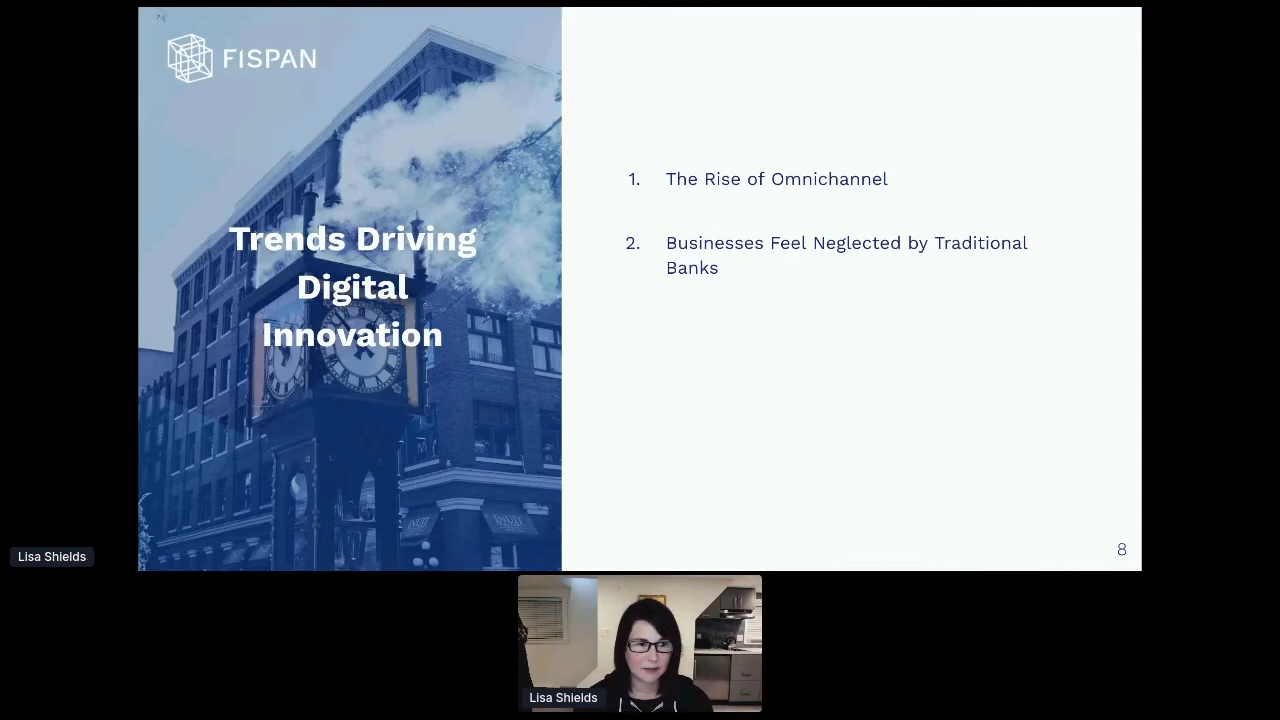 FISPAN
Trends Driving
Digital
Innovation
1. The Rise of Omnichannel
2. Businesses Feel Neglected by Traditional
Banks
8
Lisa Shields
Lisa Shields